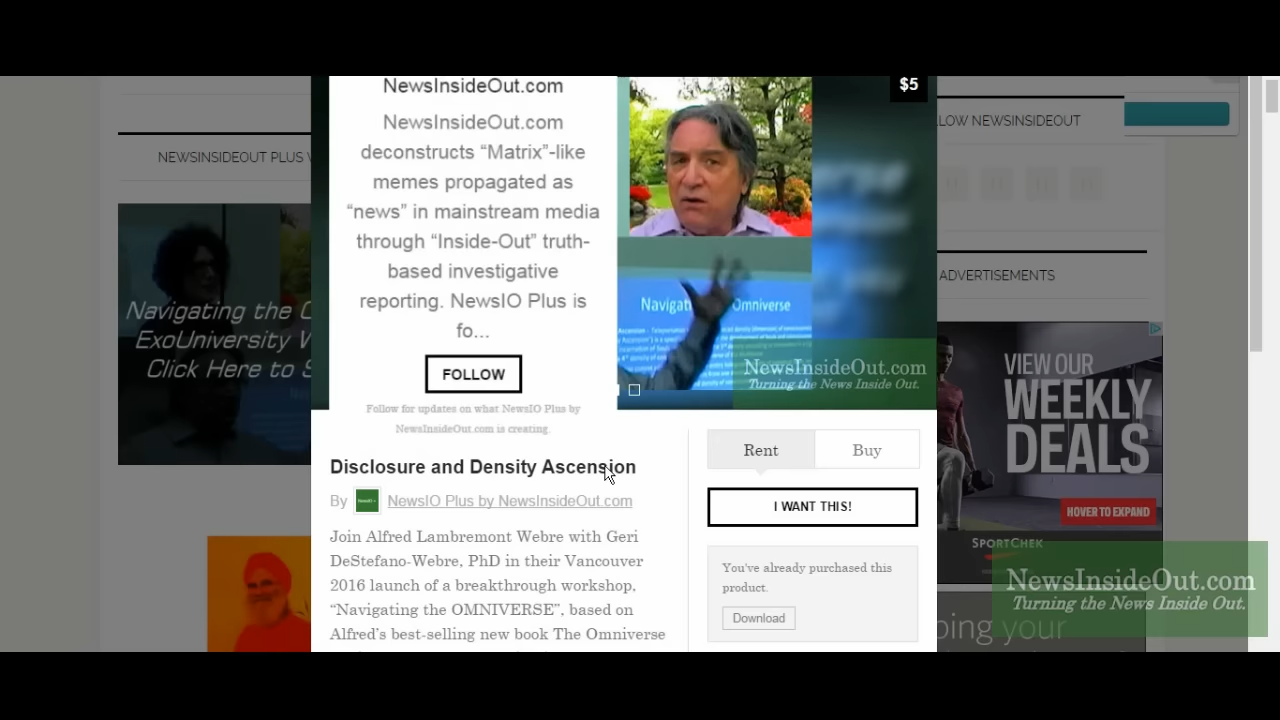 NewsInsideOut.com
$5
NewsInsideOut.com
deconstructs “Matrix”-like
memes propagated as
“news” in mainstream media
through “Inside-Out” truth-
based investigative
reporting. NewsIO Plus is
fo...
FOLLOW
Follow for updates on what NewsIO Plus by
NewsInsideOut.com is creating.
NewsInsideOut.com
Turning the News Inside Out.
Disclosure and Density Ascension
By NewsIO Plus by NewsInsideOut.com
Join Alfred Lambremont Webre with Geri
DeStefano-Webre, PhD in their Vancouver
2016 launch of a breakthrough workshop,
“Navigating the OMNIVERSE”, based on
Alfred’s best-selling new book The Omniverse
Rent
Buy
I WANT THIS!
You've already purchased this
product.
Download
NEWSINSIDEOUT PLUS
Navigating the
ExoUniversity
Click Here to
LOW NEWSINSIDEOUT
ADVERTISEMENTS
VIEW OUR
WEEKLY
DEALS
HOVER TO EXPAND
SPORTCHEK
ping your
NewsInsideOut.com
Turning the News Inside Out.
Omniverse